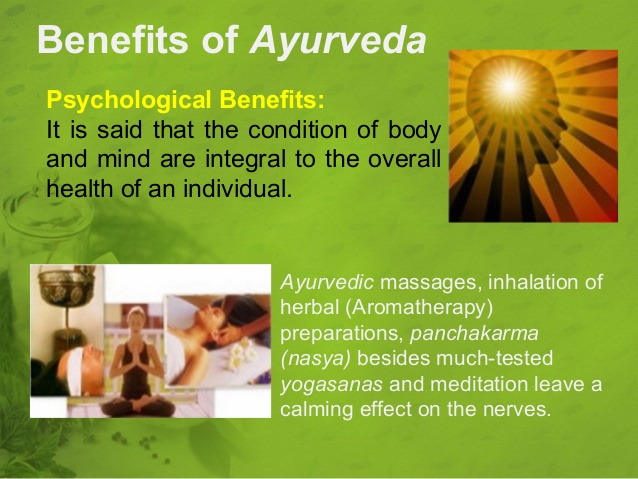 Benefits of Ayurveda
Psychological Benefits:
It is said that the condition of body
and mind are integral to the overall
health of an individual.
Ayurvedic massages, inhalation of
herbal (Aromatherapy)
preparations, panchakarma
(nasya) besides much-tested
yogasanas and meditation leave a
calming effect on the nerves.